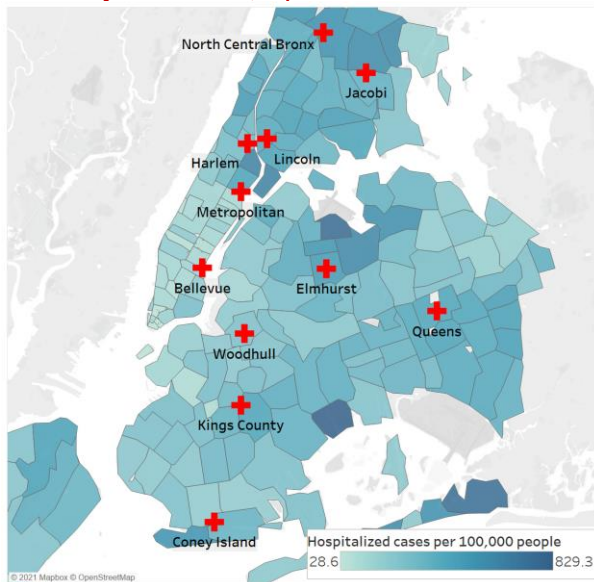 North Central Bronx
Jacobi
Harlem
Lincoln
Metropolitan
Bellevue
Elmhurst
Queens
Woodhull
Kings County
Coney Island
Hospitalized cases per 100,000 people
28.6
829.3
© 2021 Mapbox © OpenStreetMap